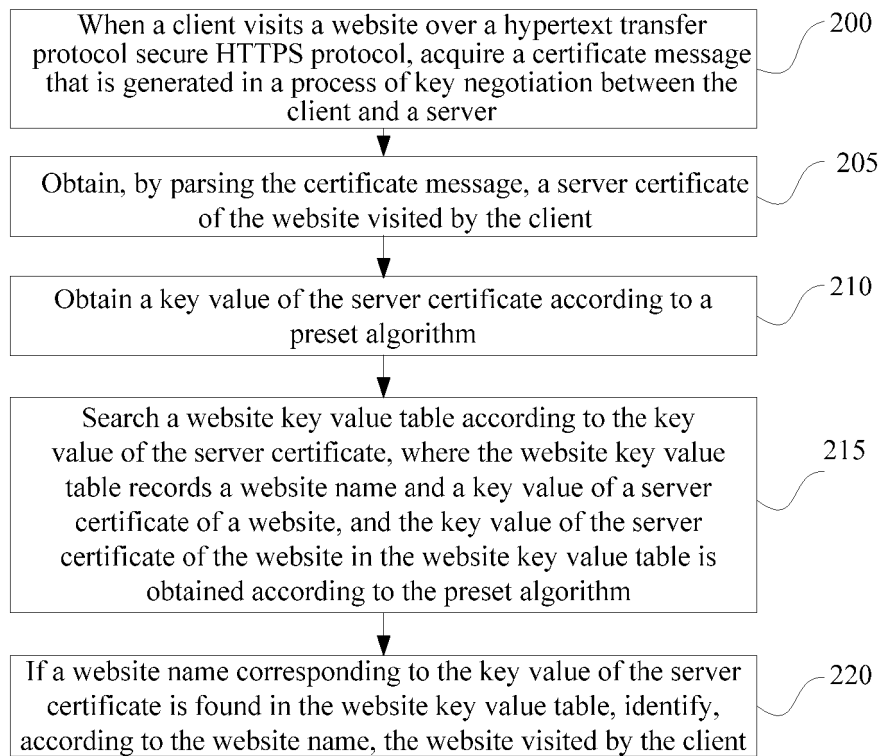 When a client visits a website over a hypertext transfer
protocol secure HTTPS protocol, acquire a certificate message
that is generated in a process of key negotiation between the
client and a server
200
Obtain, by parsing the certificate message, a server certificate
of the website visited by the client
205
Obtain a key value of the server certificate according to a
preset algorithm
210
Search a website key value table according to the key
value of the server certificate, where the website key value
table records a website name and a key value of a server
certificate of a website, and the key value of the server
certificate of the website in the website key value table is
obtained according to the preset algorithm
215
If a website name corresponding to the key value of the server
certificate is found in the website key value table, identify,
according to the website name, the website visited by the client
220